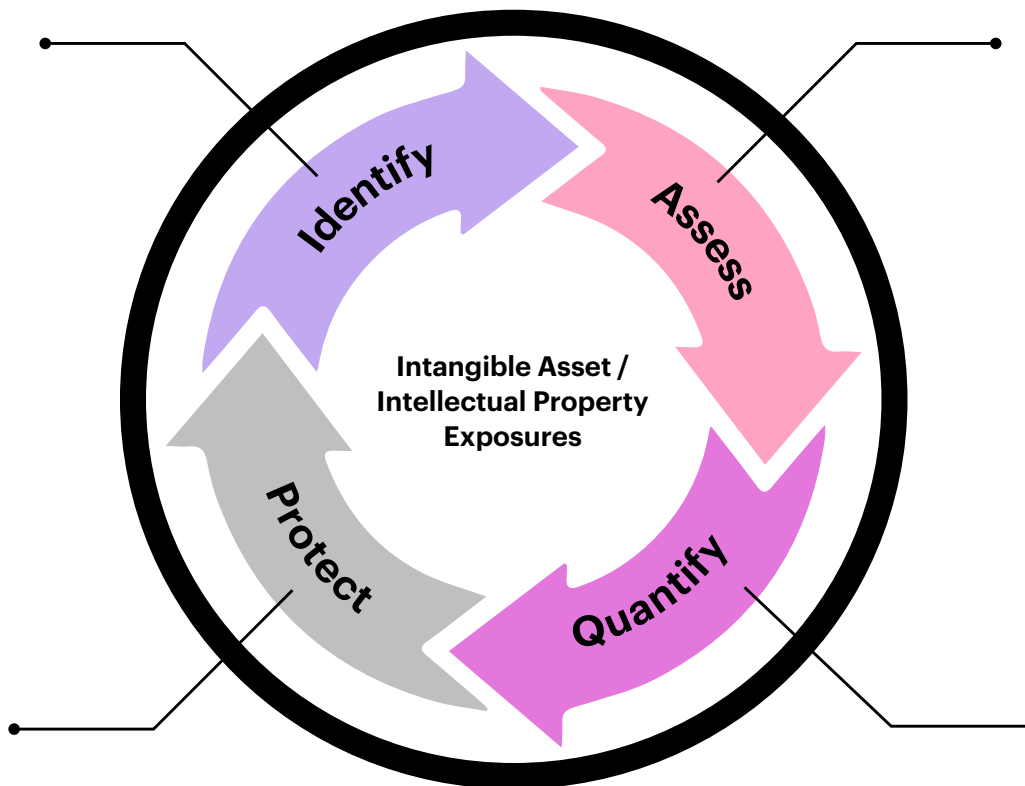 Identify
Assess
Intangible Asset /
Intellectual Property
Exposures
Protect
Quantify